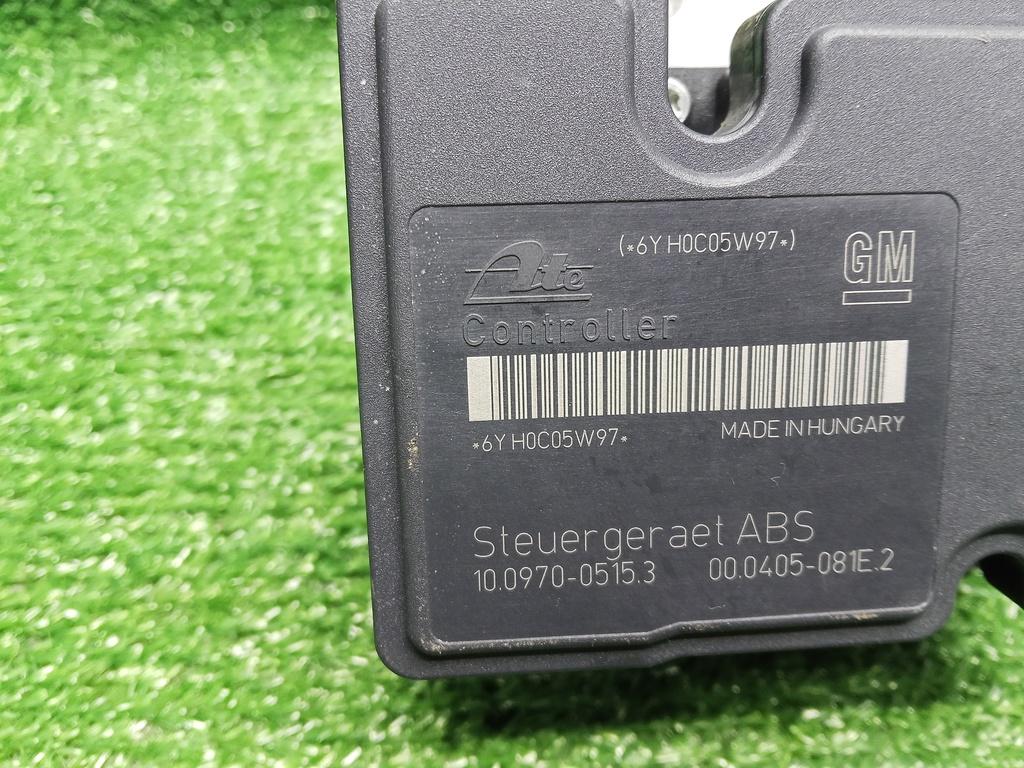 Ate
(*6Y H0C05W97*)
GM
Controller
*6Y H0C05W97*
MADE IN HUNGARY
Steuergeraet ABS
10.0970-0515.3 00.0405-081E.2